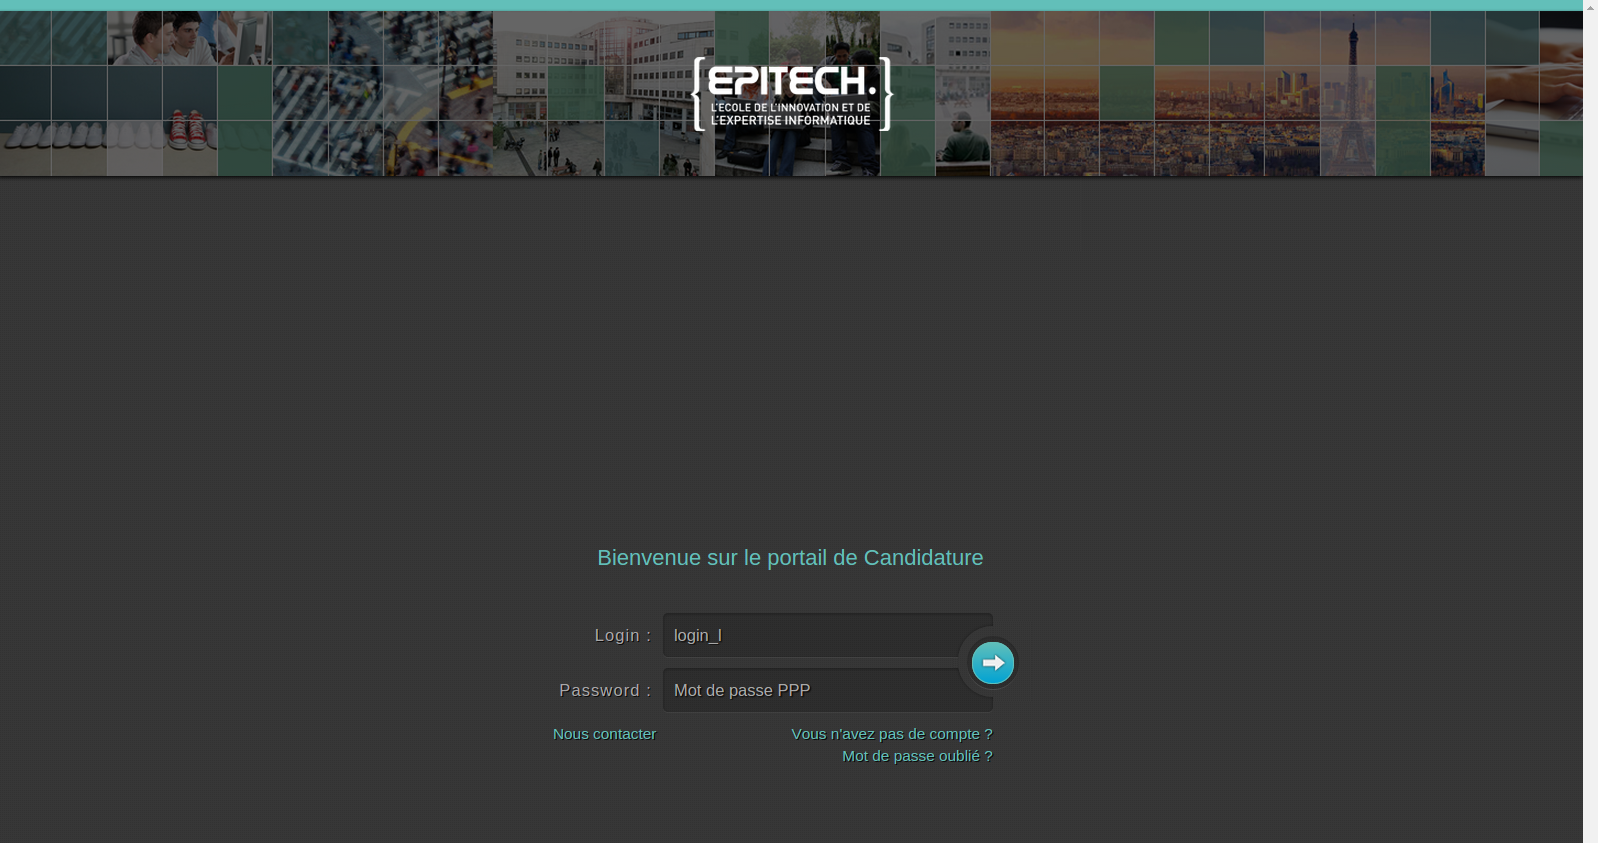 EPITECH.
L'ECOLE DE L'INNOVATION ET DE
L'EXPERTISE INFORMATIQUE
Bienvenue sur le portail de Candidature
Login : login_l
Password : Mot de passe PPP
Nous contacter Vous n'avez pas de compte ?
Mot de passe oublié ?